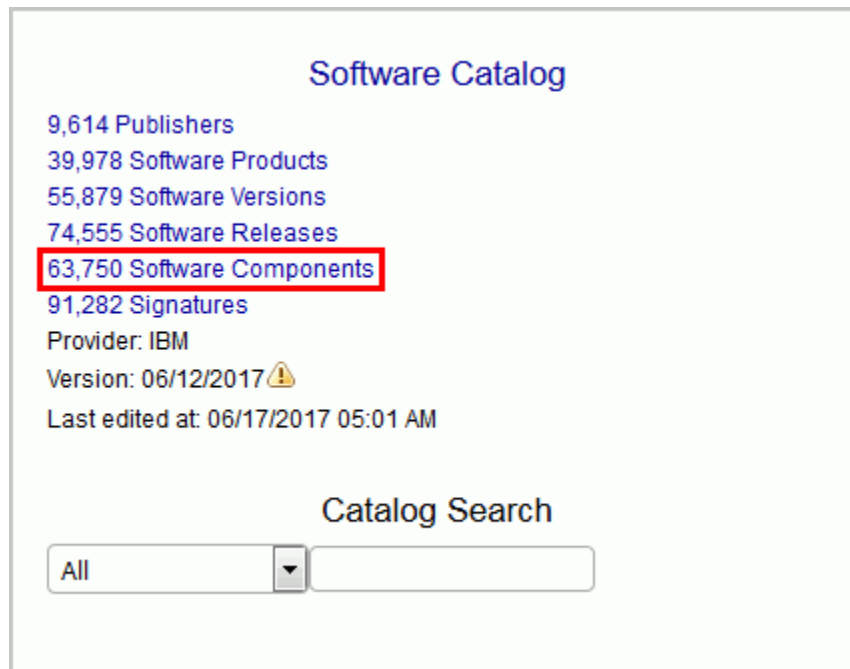 Software Catalog
9,614 Publishers
39,978 Software Products
55,879 Software Versions
74,555 Software Releases
63,750 Software Components
91,282 Signatures
Provider: IBM
Version: 06/12/2017
Last edited at: 06/17/2017 05:01 AM
Catalog Search
All